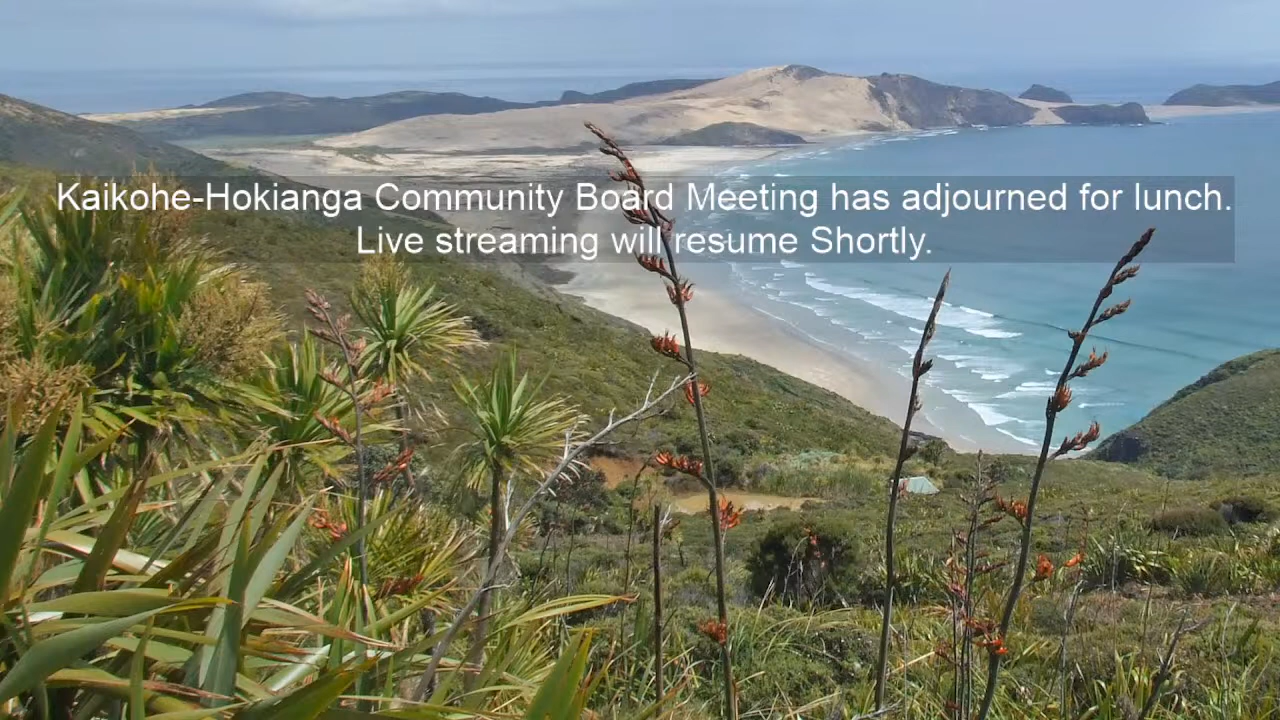 Kaikohe-Hokianga Community Board Meeting has adjourned for lunch.
Live streaming will resume Shortly.